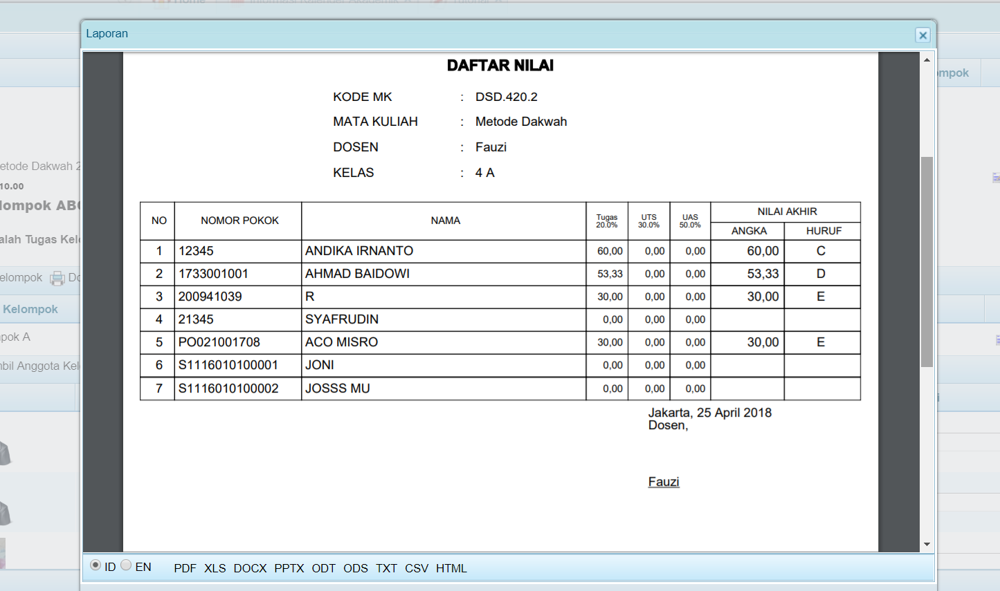 Home Informasi Kalender Akademik Tutorial
Laporan
DAFTAR NILAI
KODE MK : DSD.420.2
MATA KULIAH : Metode Dakwah
DOSEN : Fauzi
KELAS : 4 A
NO NOMOR POKOK NAMA Tugas 20.0% UTS 30.0% UAS 50.0% NILAI AKHIR
ANGKA HURUF
1 12345 ANDIKA IRNANTO 60,00 0,00 0,00 60,00 C
2 1733001001 AHMAD BAIDOWI 53,33 0,00 0,00 53,33 D
3 200941039 R 30,00 0,00 0,00 30,00 E
4 21345 SYAFRUDIN 0,00 0,00 0,00
5 PO021001708 ACO MISRO 30,00 0,00 0,00 30,00 E
6 S1116010100001 JONI 0,00 0,00 0,00
7 S1116010100002 JOSSS MU 0,00 0,00 0,00
Jakarta, 25 April 2018
Dosen,
Fauzi
ID EN PDF XLS DOCX PPTX ODT ODS TXT CSV HTML
etode Dakwah 2
10.00
lompok ABC
alah Tugas Kel
elompok Do
Kelompok
pok A
bil Anggota Kel
mpok